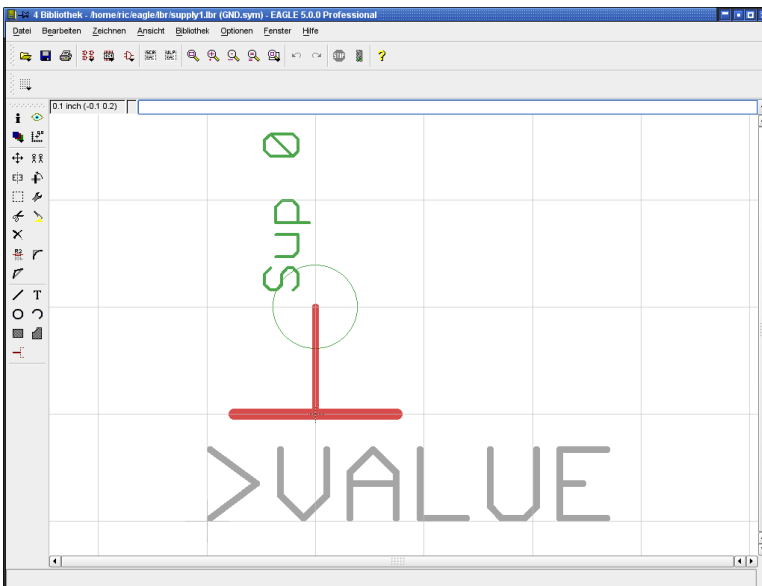 4 Bibliothek - /home/ric/eagle/lbr/supply1.lbr (GND.sym) - EAGLE 5.0.0 Professional
Datei Bearbeiten Zeichnen Ansicht Bibliothek Optionen Fenster Hilfe
0.1 inch (-0.1 0.2)
Sup 0
>VALUE